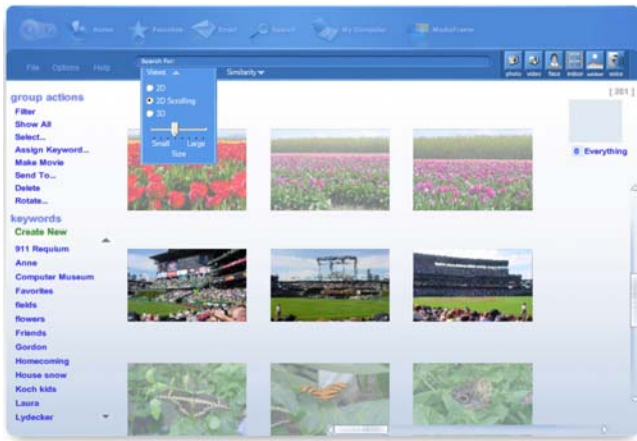 Home Favorites Email Search My Computer MediaFrame
Search For:
File Options Help
Views Similarity
photo video face indoor outdoor voice
2D
2D Scrolling
3D
Small Large
Size
[ 201 ]
0 Everything
group actions
Filter
Show All
Select...
Assign Keyword...
Make Movie
Send To...
Delete
Rotate...
keywords
Create New
911 Requium
Anne
Computer Museum
Favorites
fields
flowers
Friends
Gordon
Homecoming
House snow
Koch kids
Laura
Lydecker